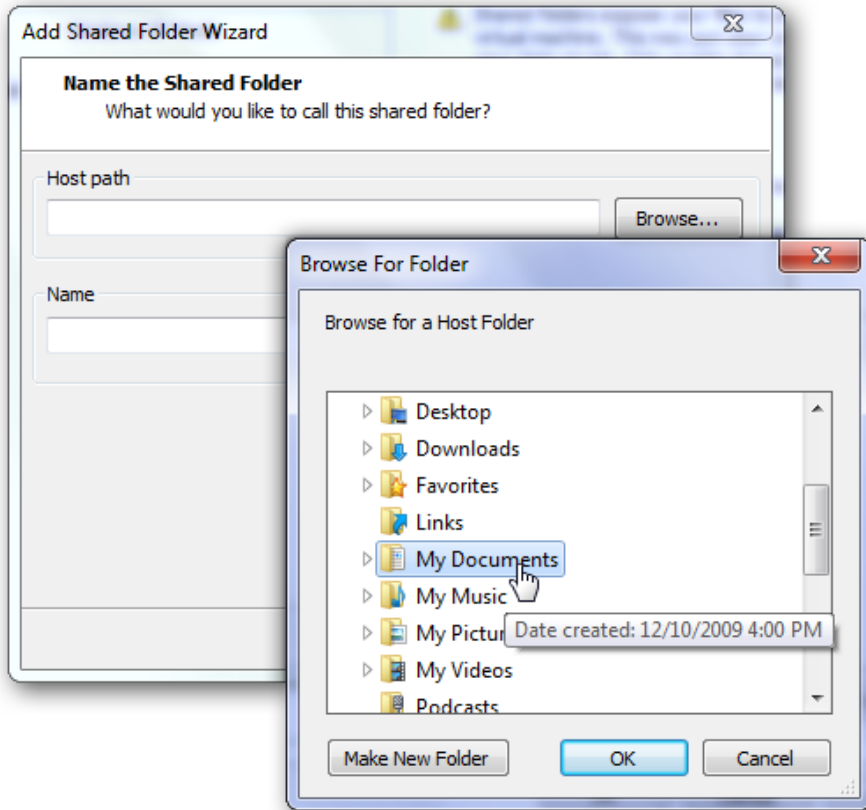 Add Shared Folder Wizard
Name the Shared Folder
What would you like to call this shared folder?
Host path
Browse...
Name
Browse For Folder
Browse for a Host Folder
Desktop
Downloads
Favorites
Links
My Documents
My Music
My Pictur
Date created: 12/10/2009 4:00 PM
My Videos
Podcasts
Make New Folder
OK
Cancel